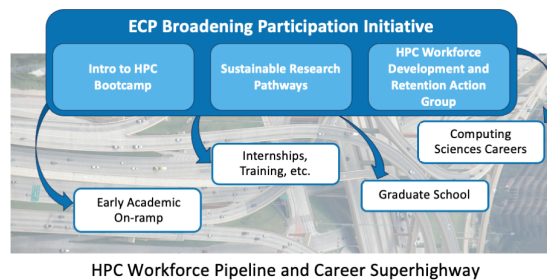 ECP Broadening Participation Initiative
Intro to HPC
Bootcamp
Sustainable Research
Pathways
HPC Workforce
Development and
Retention Action
Group
Computing
Sciences Careers
Internships,
Training, etc.
Graduate School
Early Academic
On-ramp
HPC Workforce Pipeline and Career Superhighway